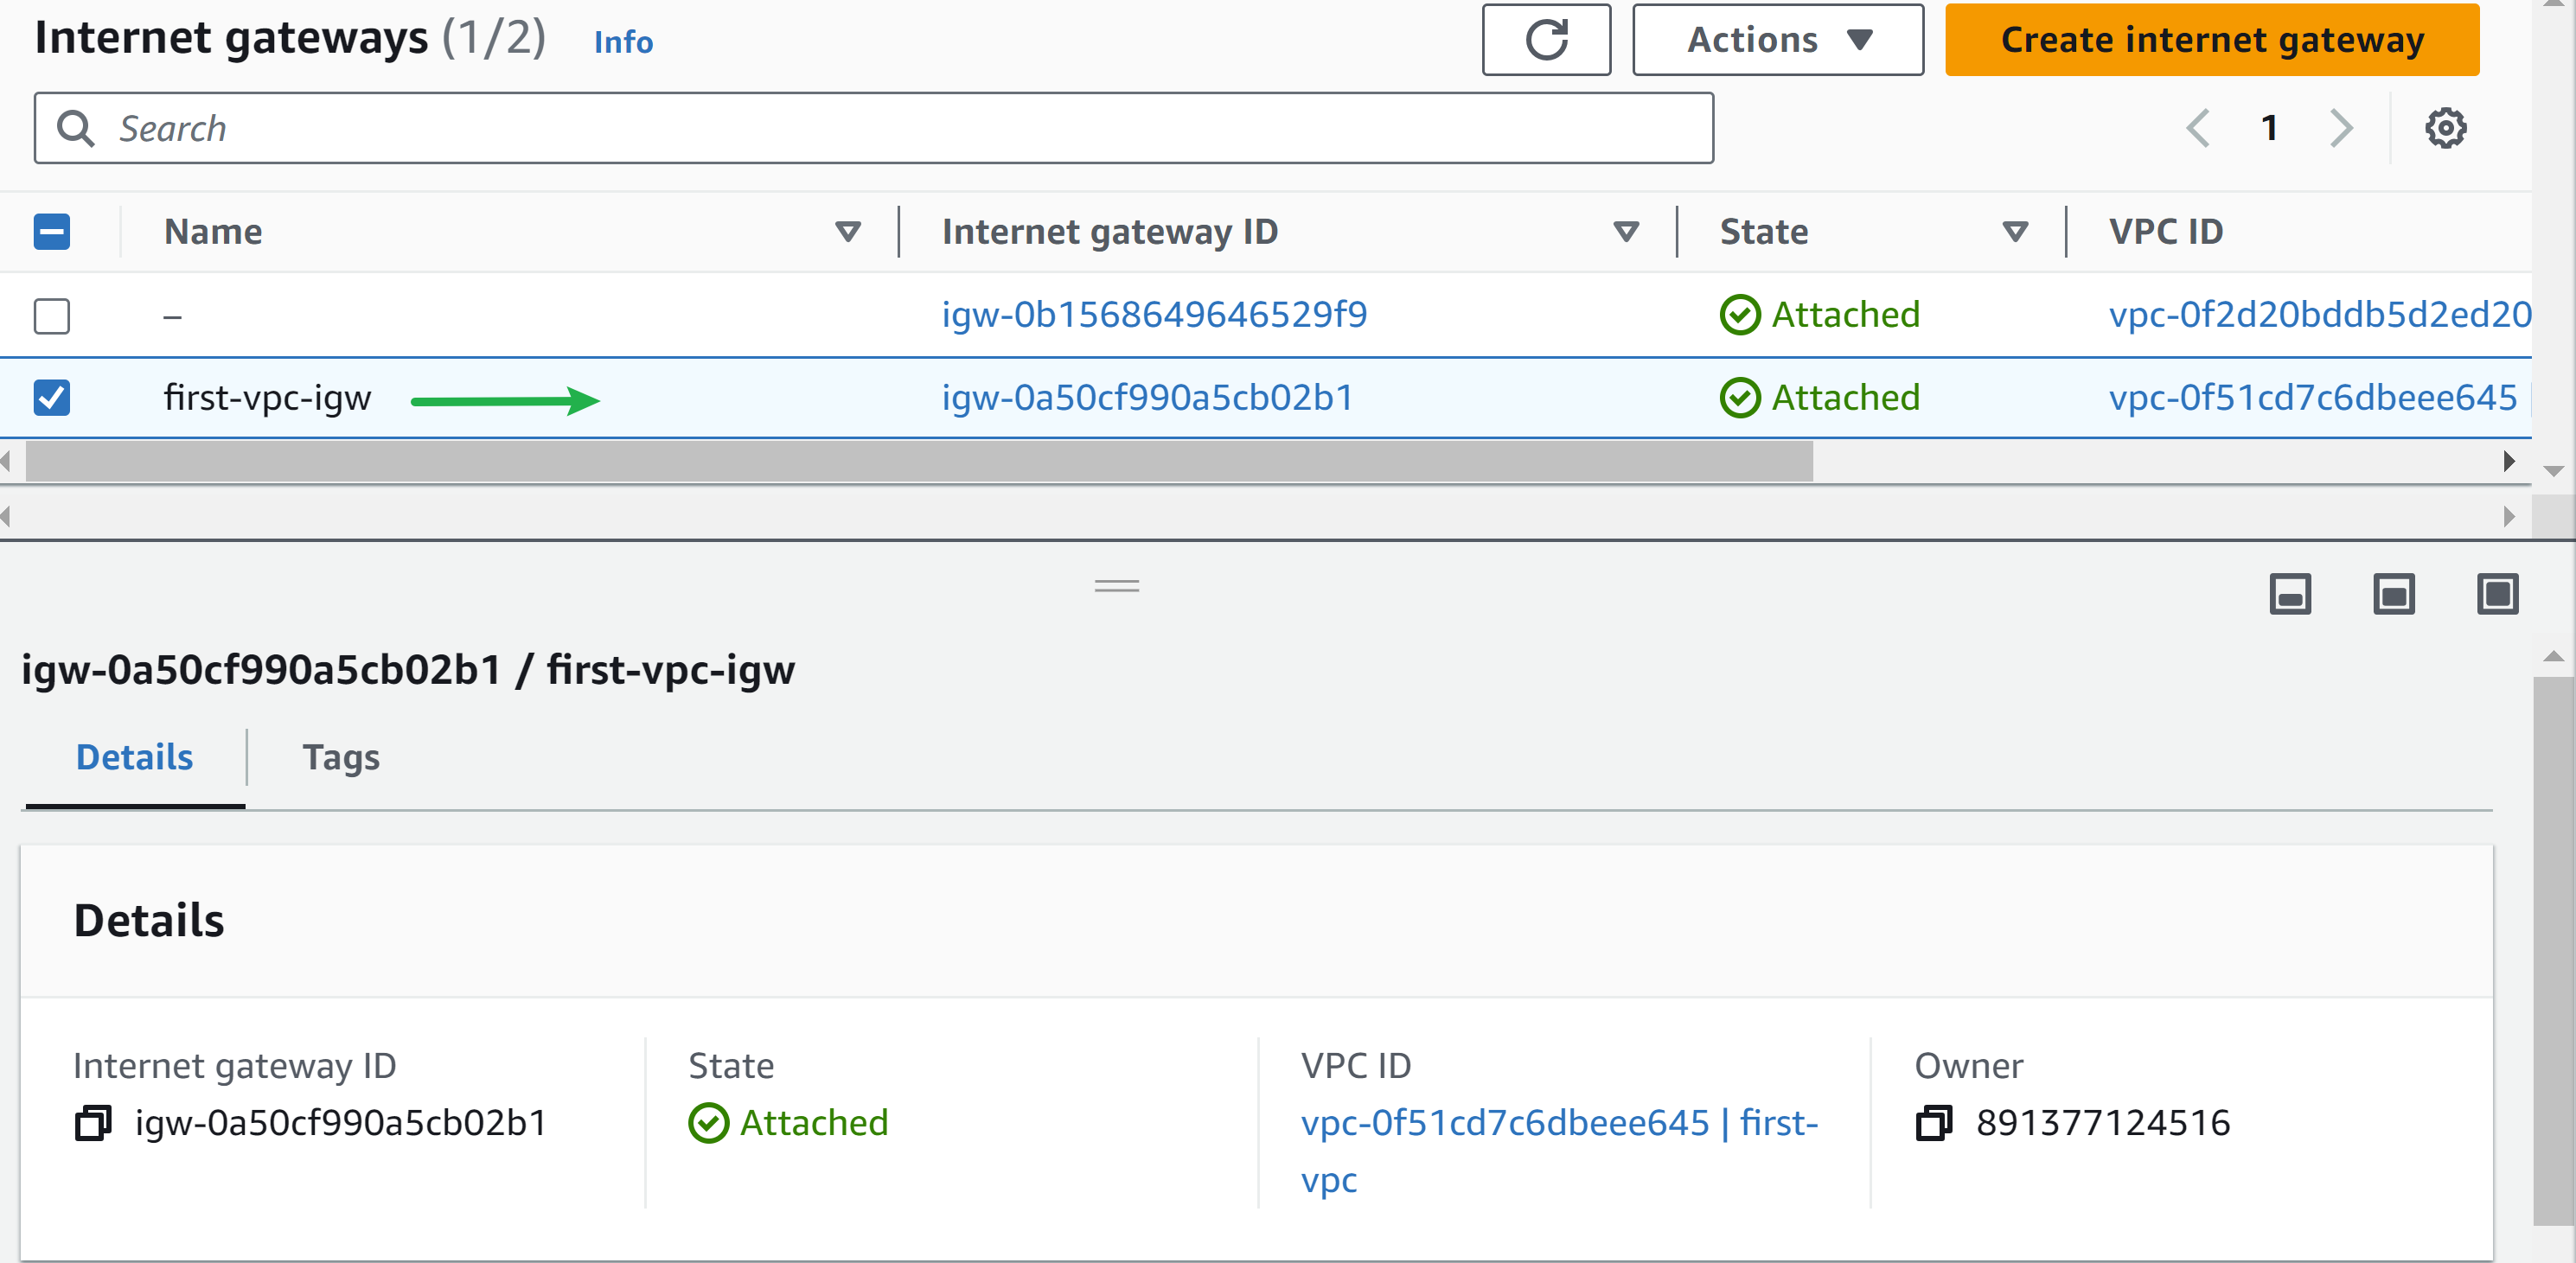 Internet gateways (1/2) Info Actions Create internet gateway
Search 1
Name Internet gateway ID State VPC ID
– igw-0b1568649646529f9 Attached vpc-0f2d20bddb5d2ed20
first-vpc-igw igw-0a50cf990a5cb02b1 Attached vpc-0f51cd7c6dbeee645
igw-0a50cf990a5cb02b1 / first-vpc-igw
Details Tags
Details
Internet gateway ID State VPC ID Owner
igw-0a50cf990a5cb02b1 Attached vpc-0f51cd7c6dbeee645 | first- 891377124516
vpc